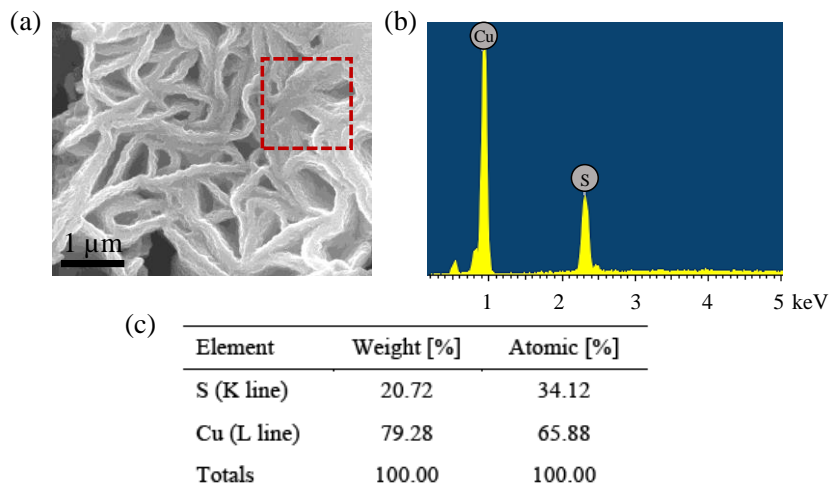 (a)
(b)
1 μm
Cu
S
1 2 3 4 5 keV
(c)
Element Weight [%] Atomic [%]
S (K line) 20.72 34.12
Cu (L line) 79.28 65.88
Totals 100.00 100.00